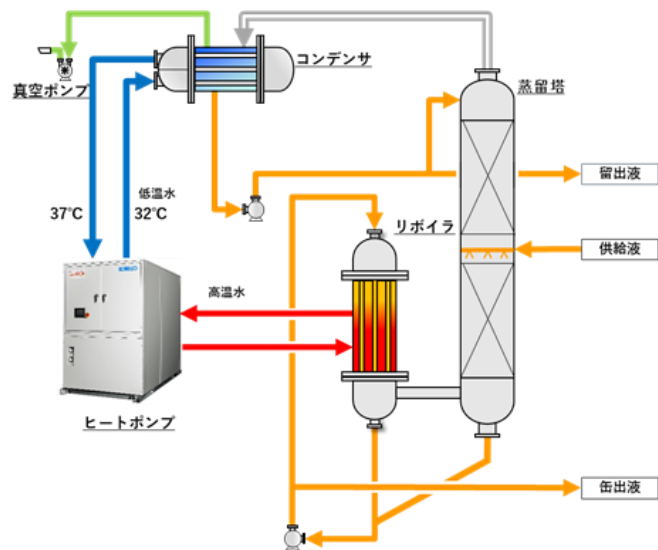 コンデンサ
真空ポンプ
蒸留塔
低温水
37℃
32℃
留出液
リボイラ
供給液
高温水
ヒートポンプ
缶出液